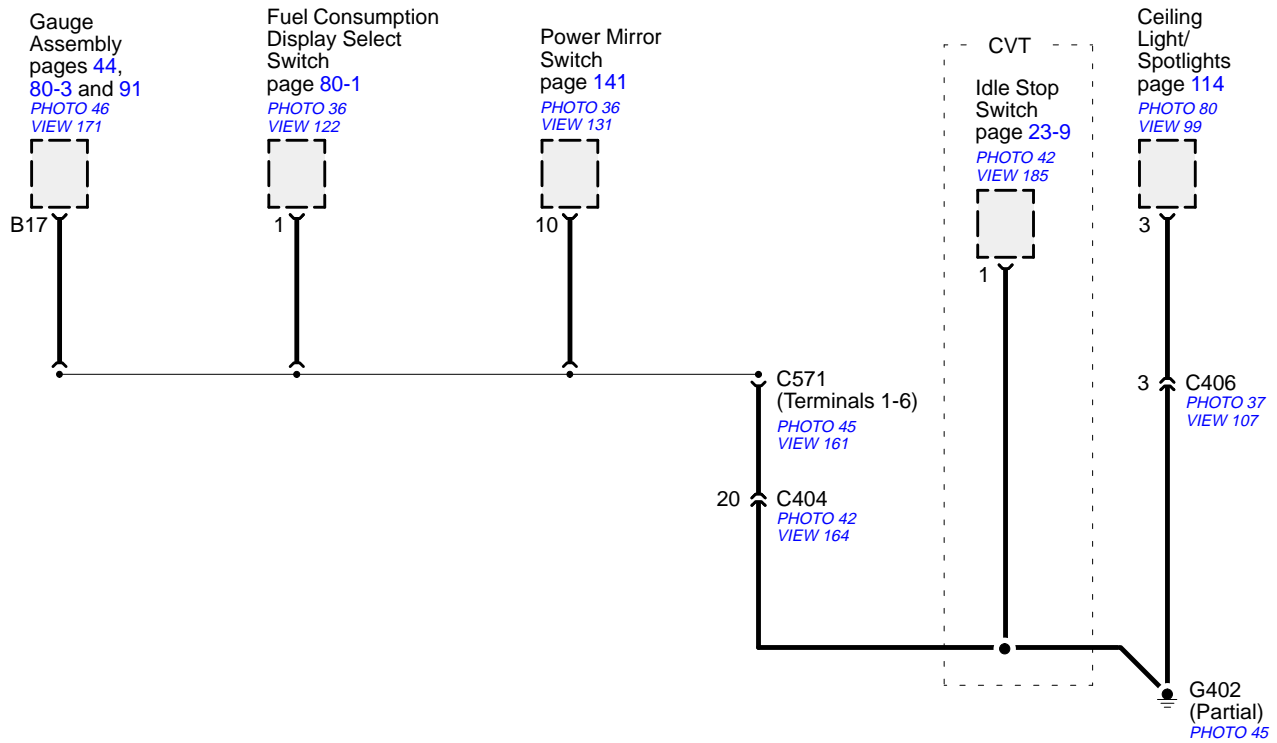 Gauge
Assembly
pages 44,
80-3 and 91
PHOTO 46
VIEW 171
B17
Fuel Consumption
Display Select
Switch
page 80-1
PHOTO 36
VIEW 122
1
Power Mirror
Switch
page 141
PHOTO 36
VIEW 131
10
CVT
Idle Stop
Switch
page 23-9
PHOTO 42
VIEW 185
1
Ceiling
Light/
Spotlights
page 114
PHOTO 80
VIEW 99
3
C571
(Terminals 1-6)
PHOTO 45
VIEW 161
3 C406
PHOTO 37
VIEW 107
20 C404
PHOTO 42
VIEW 164
G402
(Partial)
PHOTO 45